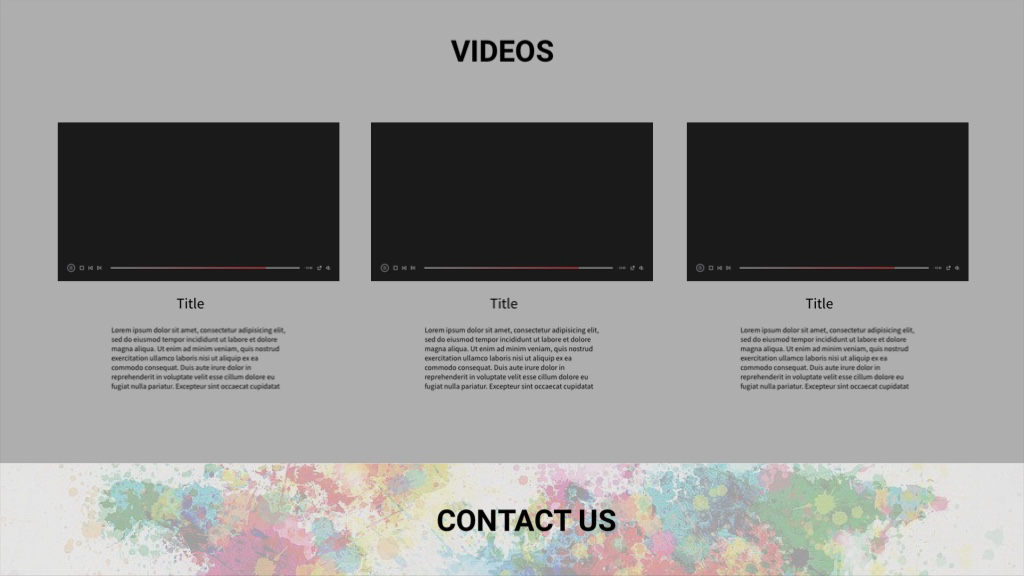 VIDEOS
Title
Lorem ipsum dolor sit amet, consectetur adipisicing elit,
sed do eiusmod tempor incididunt ut labore et dolore
magna aliqua. Ut enim ad minim veniam, quis nostrud
exercitation ullamco laboris nisi ut aliquip ex ea
commodo consequat. Duis aute irure dolor in
reprehenderit in voluptate velit esse cillum dolore eu
fugiat nulla pariatur. Excepteur sint occaecat cupidatat
Title
Lorem ipsum dolor sit amet, consectetur adipisicing elit,
sed do eiusmod tempor incididunt ut labore et dolore
magna aliqua. Ut enim ad minim veniam, quis nostrud
exercitation ullamco laboris nisi ut aliquip ex ea
commodo consequat. Duis aute irure dolor in
reprehenderit in voluptate velit esse cillum dolore eu
fugiat nulla pariatur. Excepteur sint occaecat cupidatat
Title
Lorem ipsum dolor sit amet, consectetur adipisicing elit,
sed do eiusmod tempor incididunt ut labore et dolore
magna aliqua. Ut enim ad minim veniam, quis nostrud
exercitation ullamco laboris nisi ut aliquip ex ea
commodo consequat. Duis aute irure dolor in
reprehenderit in voluptate velit esse cillum dolore eu
fugiat nulla pariatur. Excepteur sint occaecat cupidatat
CONTACT US